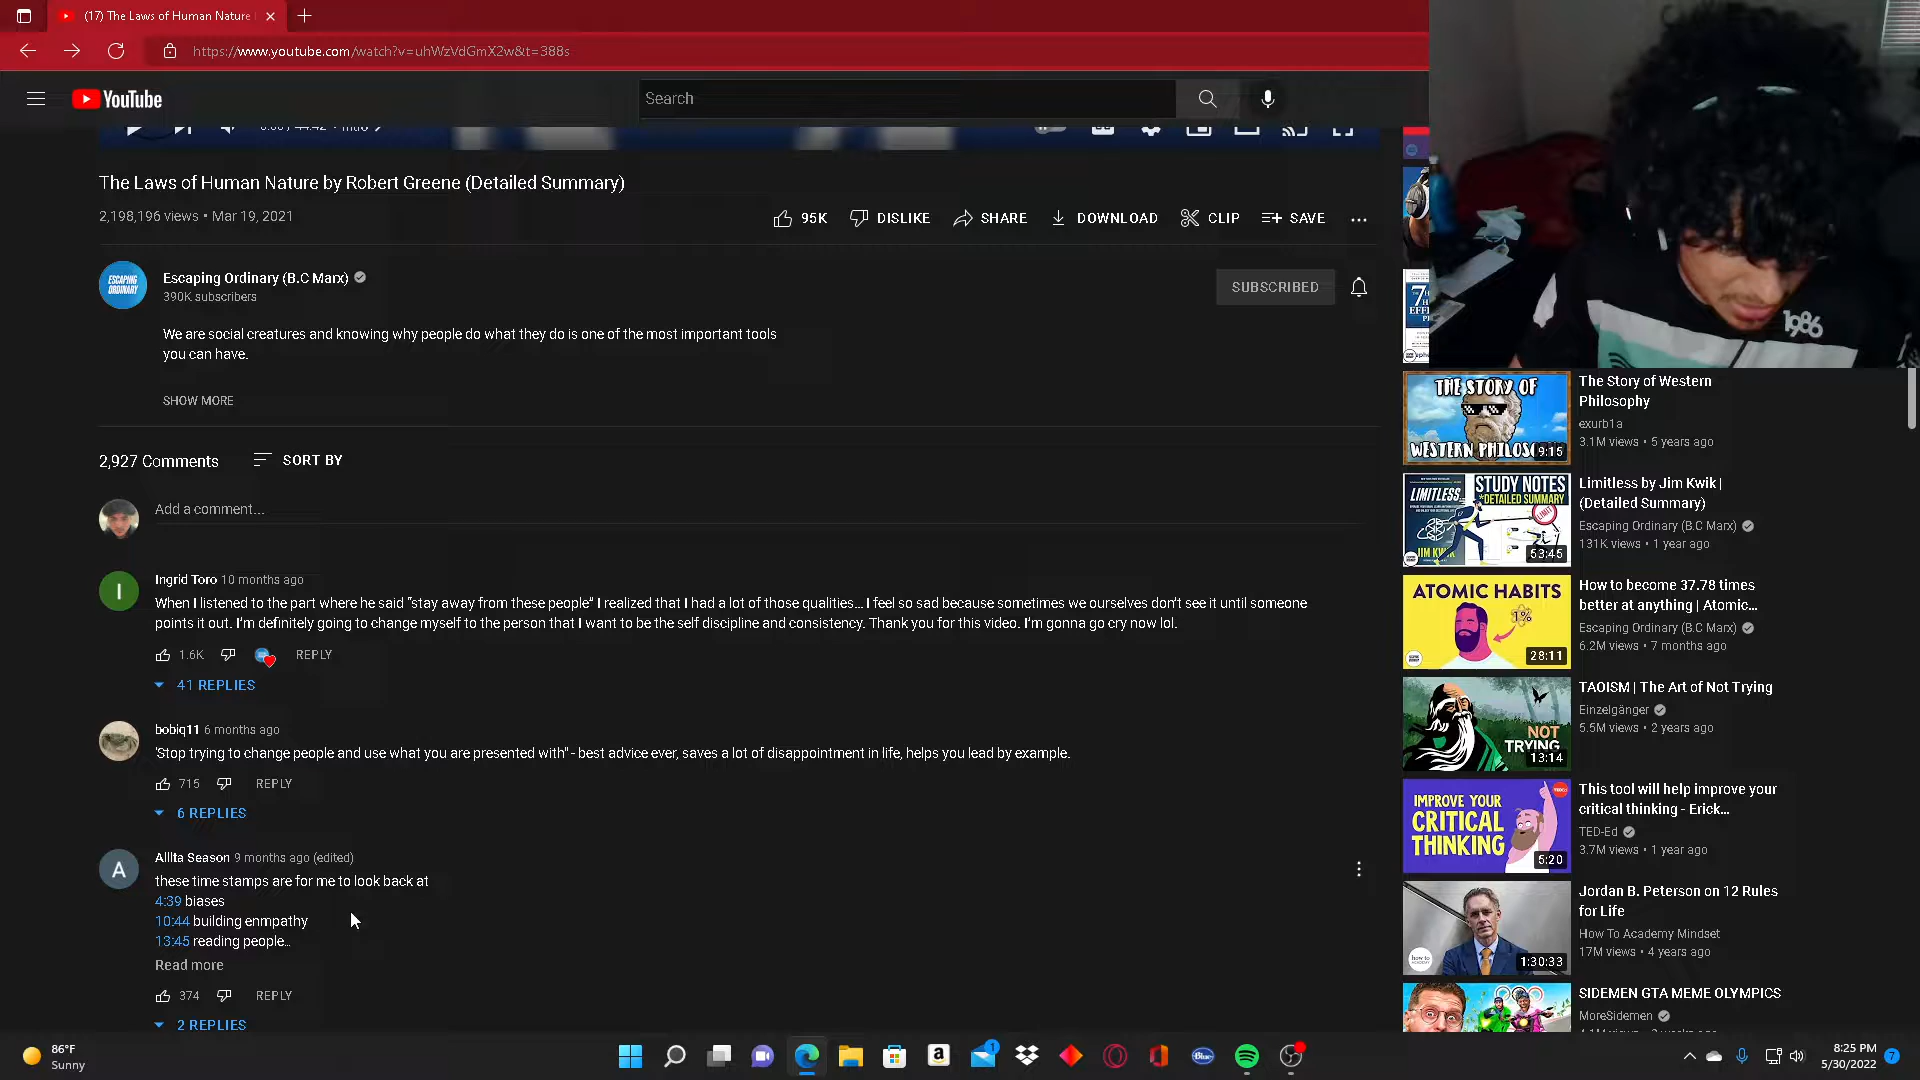 (17) The Laws of Human Nature
https://www.youtube.com/watch?v=uhWzVdGmX2w&t=388s
YouTube
Search
The Laws of Human Nature by Robert Greene (Detailed Summary)
2,198,196 views • Mar 19, 2021
95K
DISLIKE
SHARE
DOWNLOAD
CLIP
SAVE
ESCAPING
ORDINARY
Escaping Ordinary (B.C Marx)
390K subscribers
SUBSCRIBED
We are social creatures and knowing why people do what they do is one of the most important tools
you can have.
SHOW MORE
2,927 Comments
SORT BY
Add a comment...
I
Ingrid Toro 10 months ago
When I listened to the part where he said “stay away from these people” I realized that I had a lot of those qualities... I feel so sad because sometimes we ourselves don’t see it until someone
points it out. I’m definitely going to change myself to the person that I want to be the self discipline and consistency. Thank you for this video. I’m gonna go cry now lol.
1.6K
REPLY
41 REPLIES
bobiq11 6 months ago
'Stop trying to change people and use what you are presented with" - best advice ever, saves a lot of disappointment in life, helps you lead by example.
715
REPLY
6 REPLIES
A
Allita Season 9 months ago (edited)
these time stamps are for me to look back at
4:39 biases
10:44 building enmpathy
13:45 reading people...
Read more
374
REPLY
2 REPLIES
1986
THE STORY OF
WESTERN
9:15
The Story of Western
Philosophy
exurb1a
3.1M views • 5 years ago
LIMITLESS
STUDY NOTES
*DETAILED SUMMARY
LIMIT
JIM KWIK
53:45
Limitless by Jim Kwik |
(Detailed Summary)
Escaping Ordinary (B.C Marx)
131K views • 1 year ago
ATOMIC HABITS
1%
28:11
How to become 37.78 times
better at anything | Atomic...
Escaping Ordinary (B.C Marx)
6.2M views • 7 months ago
NOT
TRYING
13:14
TAOISM | The Art of Not Trying
Einzelgänger
5.5M views • 2 years ago
IMPROVE YOUR
CRITICAL
THINKING
5:20
This tool will help improve your
critical thinking - Erick...
TED-Ed
3.7M views • 1 year ago
how to
1:30:33
Jordan B. Peterson on 12 Rules
for Life
How To Academy Mindset
17M views • 4 years ago
SIDEMEN GTA MEME OLYMPICS
MoreSidemen
86°F
Sunny
a
1
Blue
8:25 PM
5/30/2022
7